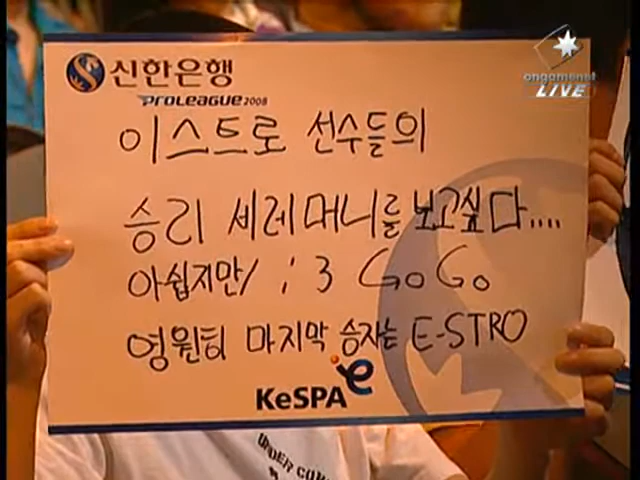 신한은행
PROLEAGUE 2008
ongamenet
LIVE
이스트로 선수들의
승리 세레머니를 보고싶다....
아쉽지만/ ; 3 GoGo
영원히 마지막 승자는 E-STRO
KeSPA
UNDER